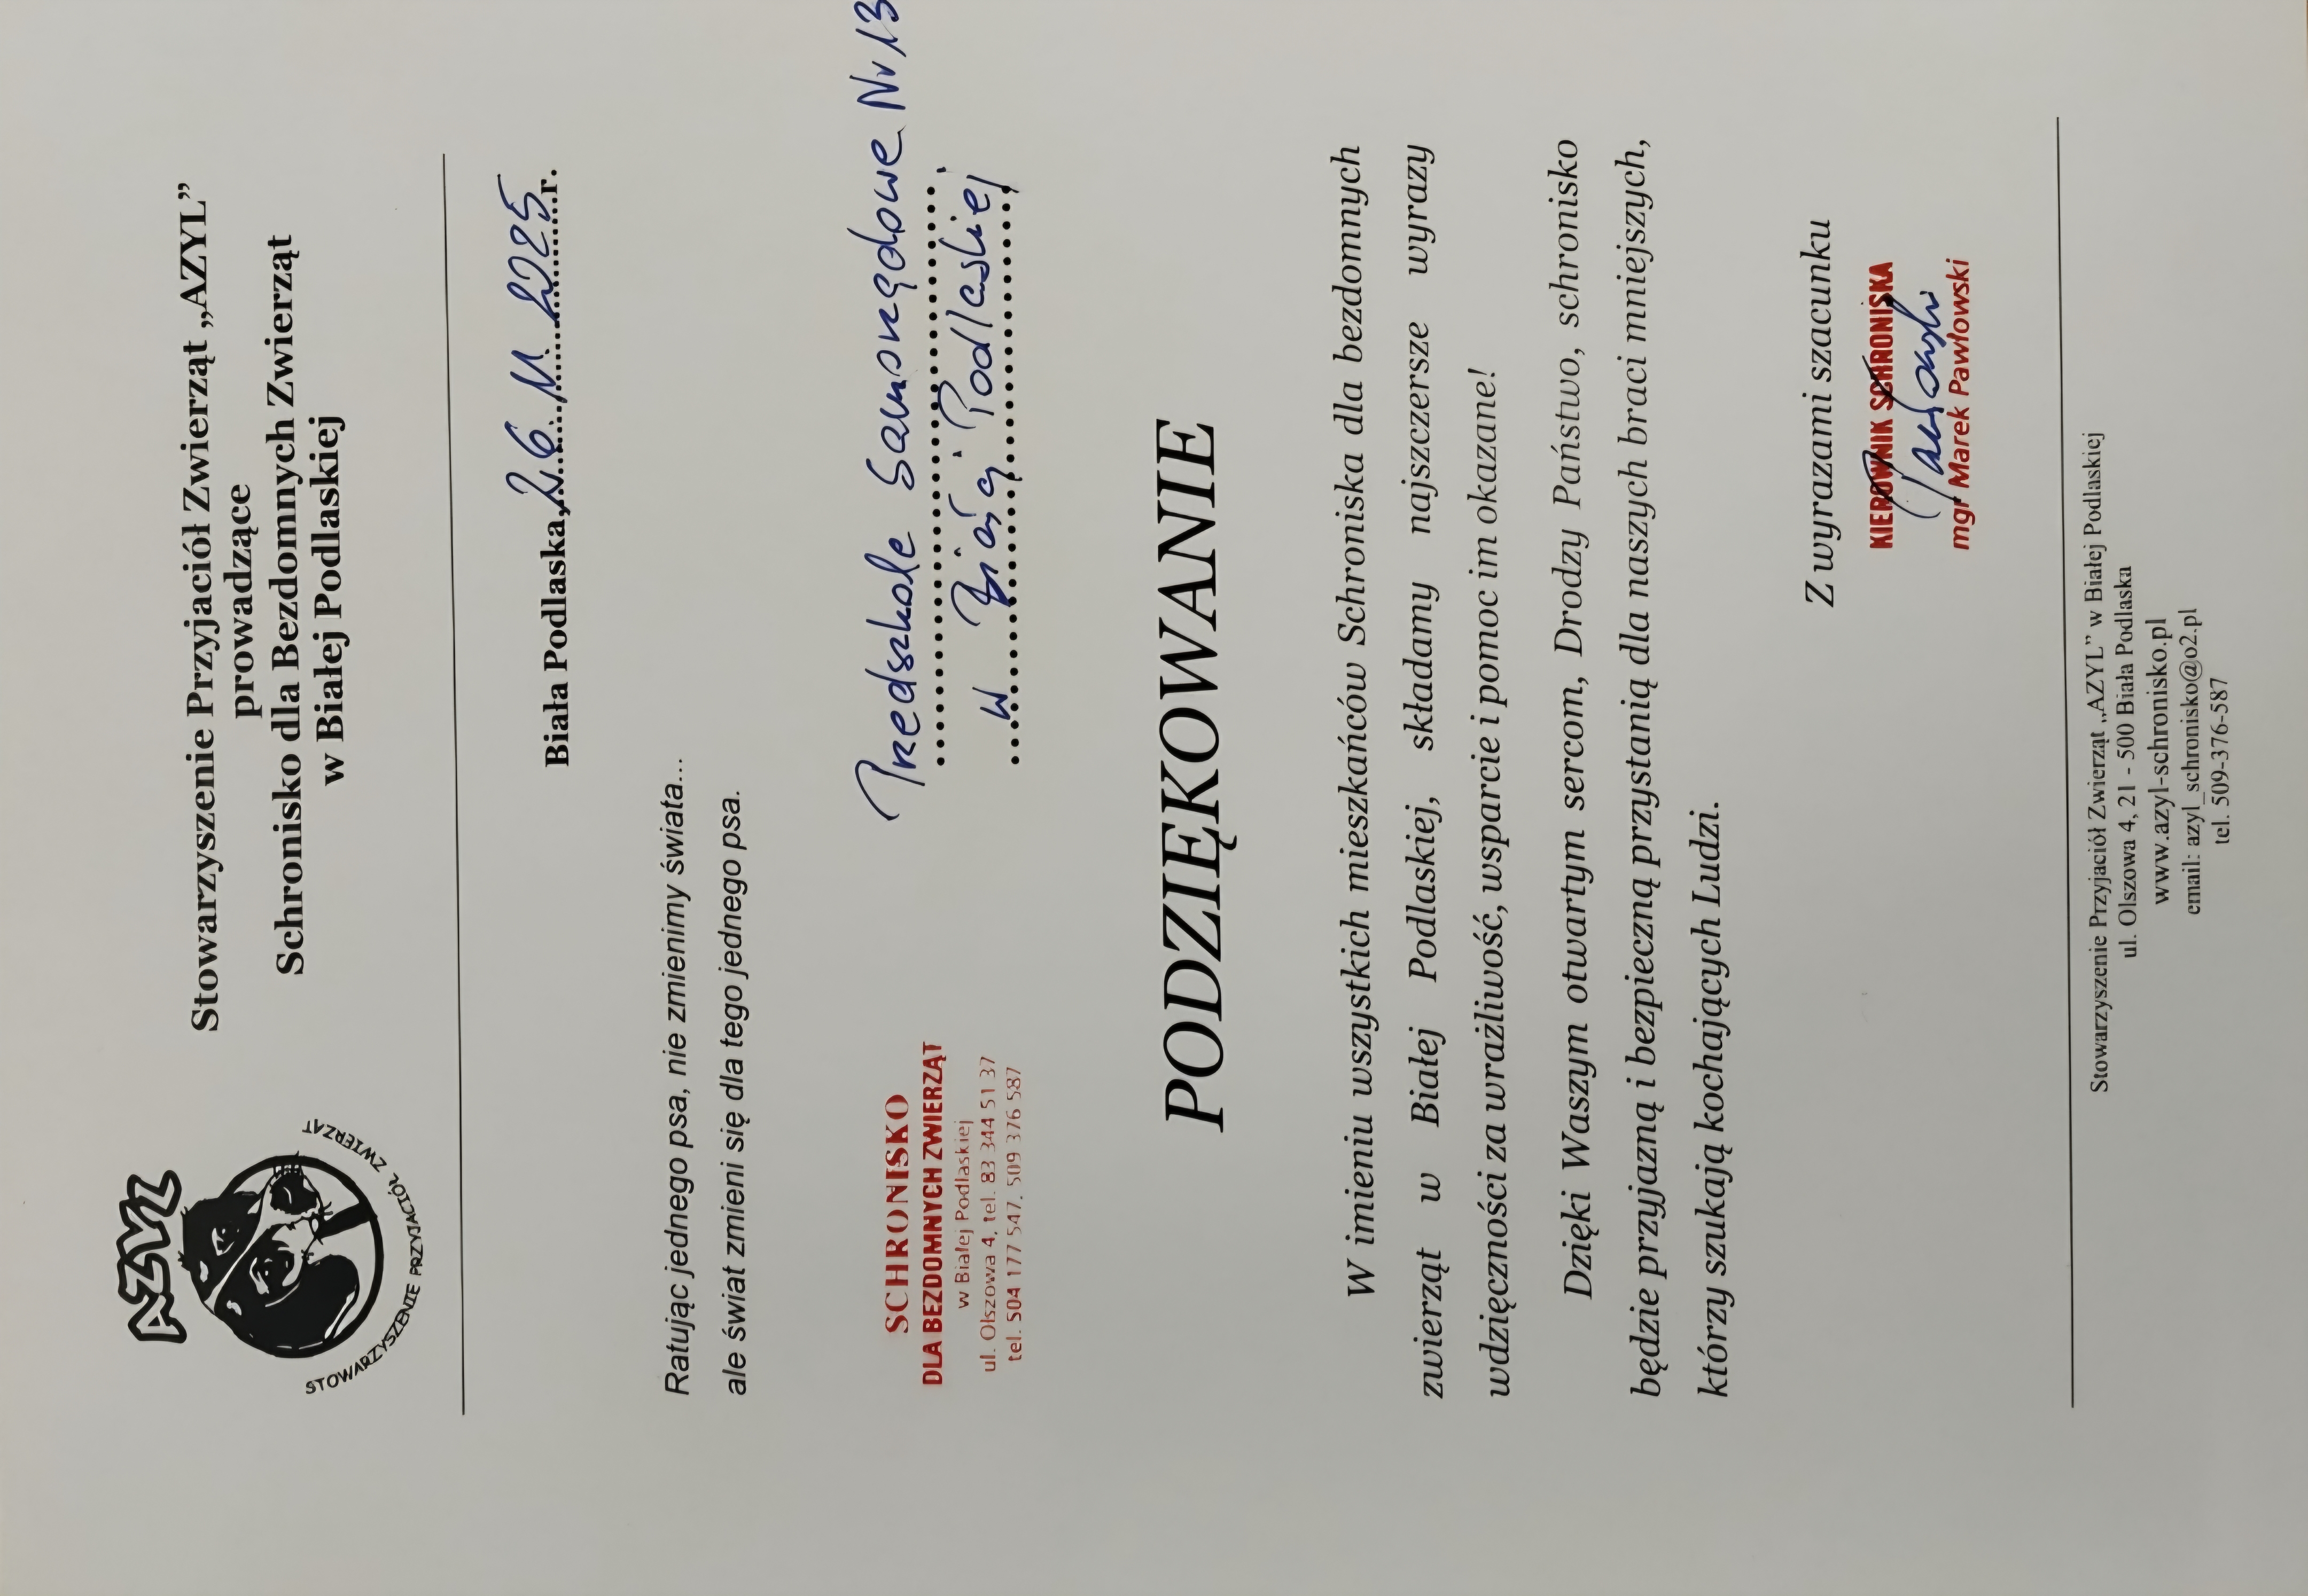 AZYL
STOWARZYSZENIE PRZYJACIÓŁ ZWIERZĄT
Stowarzyszenie Przyjaciół Zwierząt „AZYL”
prowadzące
Schronisko dla Bezdomnych Zwierząt
w Białej Podlaskiej
Biała Podlaska, 26.11.2025 r.
Ratując jednego psa, nie zmienimy świata...
ale świat zmieni się dla tego jednego psa.
SCHRONISKO
DLA BEZDOMNYCH ZWIERZĄT
w Białej Podlaskiej
ul. Olszowa 4, tel. 83 344 51 37
tel. 504 177 547, 509 376 587
Przedszkole Samorządowe Nr 13
w Białej Podlaskiej
PODZIĘKOWANIE
W imieniu wszystkich mieszkańców Schroniska dla bezdomnych
zwierząt w Białej Podlaskiej, składamy najszczersze wyrazy
wdzięczności za wrażliwość, wsparcie i pomoc im okazane!
Dzięki Waszym otwartym sercom, Drodzy Państwo, schronisko
będzie przyjazną i bezpieczną przystanią dla naszych braci mniejszych,
którzy szukają kochających Ludzi.
Z wyrazami szacunku
KIEROWNIK SCHRONISKA
mgr Marek Pawłowski
Stowarzyszenie Przyjaciół Zwierząt „AZYL” w Białej Podlaskiej
ul. Olszowa 4, 21 - 500 Biała Podlaska
www.azyl-schronisko.pl
email: azyl_schronisko@o2.pl
tel. 509-376-587